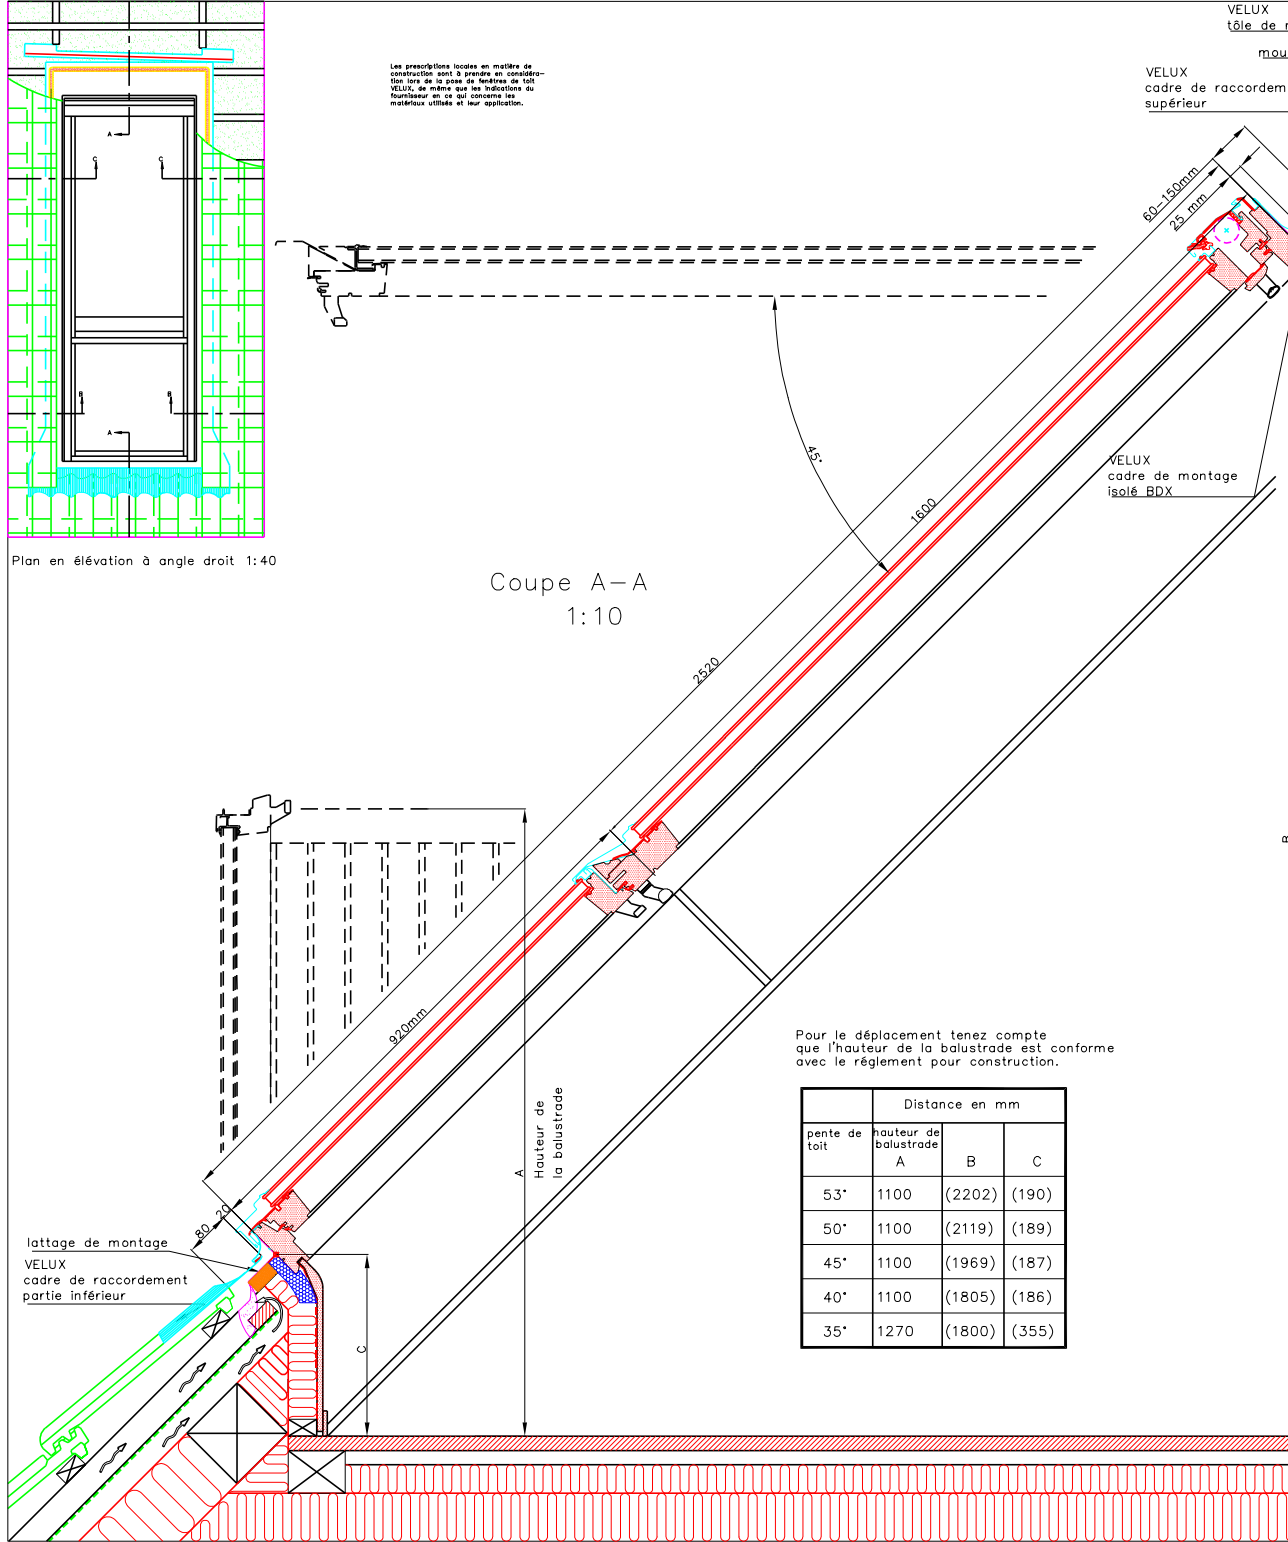 VELUX
tôle de r
mou
VELUX
cadre de raccordem
supérieur
Les prescriptions locales en matière de
construction sont à prendre en considéra-
tion lors de la pose de fenêtres de toit
VELUX, de même que les indications du
fournisseur en ce qui concerne les
matériaux utilisés et leur application.
A
C
C
B
B
A
60-150mm
25 mm
45°
VELUX
cadre de montage
isolé BDX
1600
Plan en élévation à angle droit 1:40
Coupe A-A
1:10
2520
B
920mm
A
Hauteur de
la balustrade
Pour le déplacement tenez compte
que l'hauteur de la balustrade est conforme
avec le réglement pour construction.
Distance en mm
pente de
toit
hauteur de
balustrade
A B C
53° 1100 (2202) (190)
50° 1100 (2119) (189)
45° 1100 (1969) (187)
40° 1100 (1805) (186)
35° 1270 (1800) (355)
80 20
lattage de montage
VELUX
cadre de raccordement
partie inférieur
C